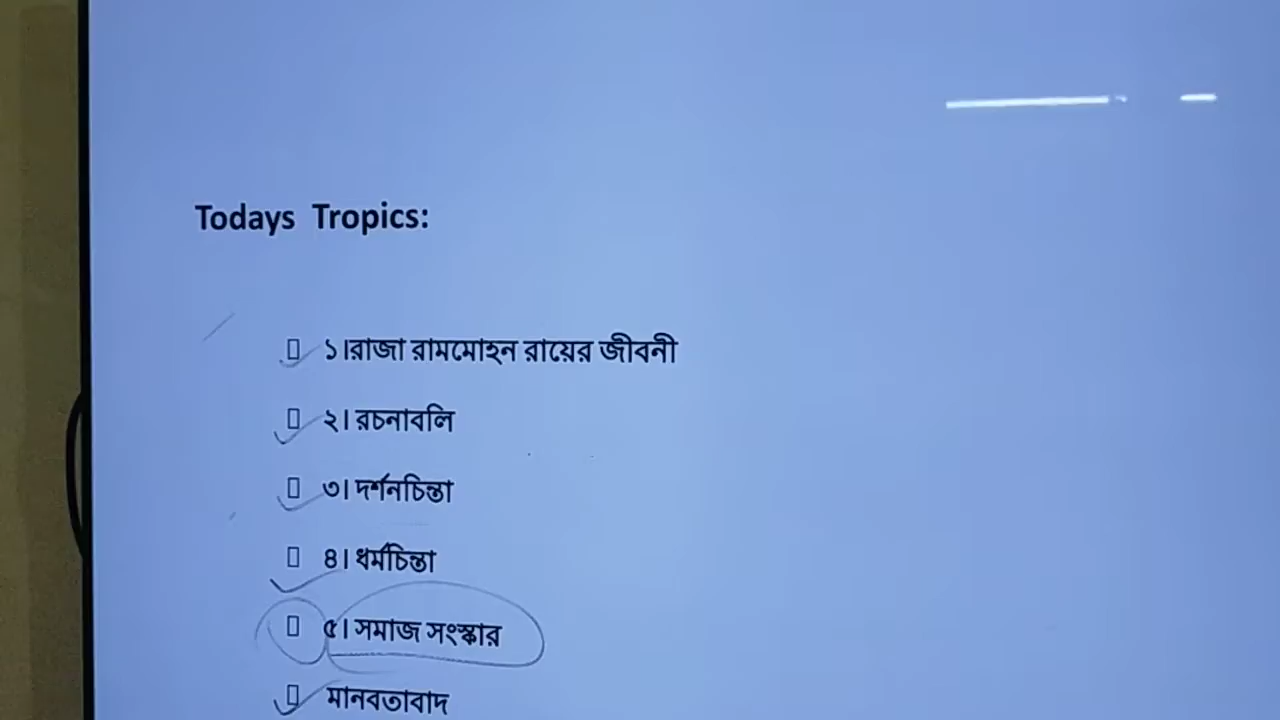 Todays Tropics:
১।রাজা রামমোহন রায়ের জীবনী
২। রচনাবলি
৩। দর্শনচিন্তা
৪। ধর্মচিন্তা
৫। সমাজ সংস্কার
মানবতাবাদ